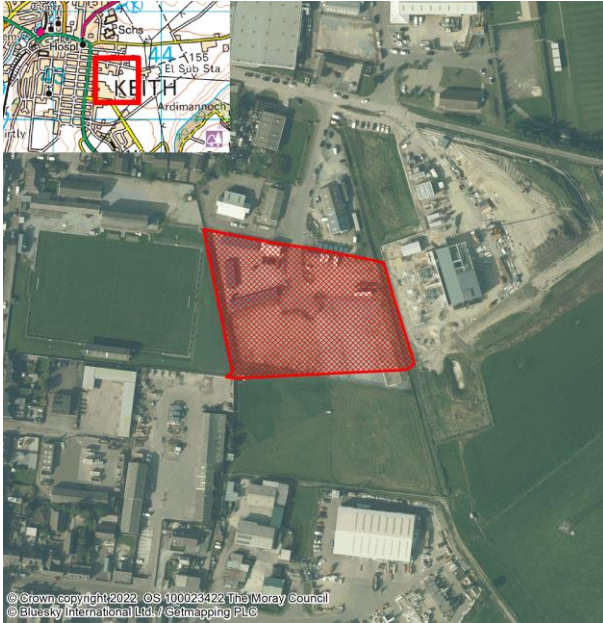 Schs
Hospl
44
155
El Sub Sta
KEITH
Ardimannoch
© Crown copyright 2022 OS 100023422 The Moray Council
© Bluesky International Ltd. / Getmapping PLC